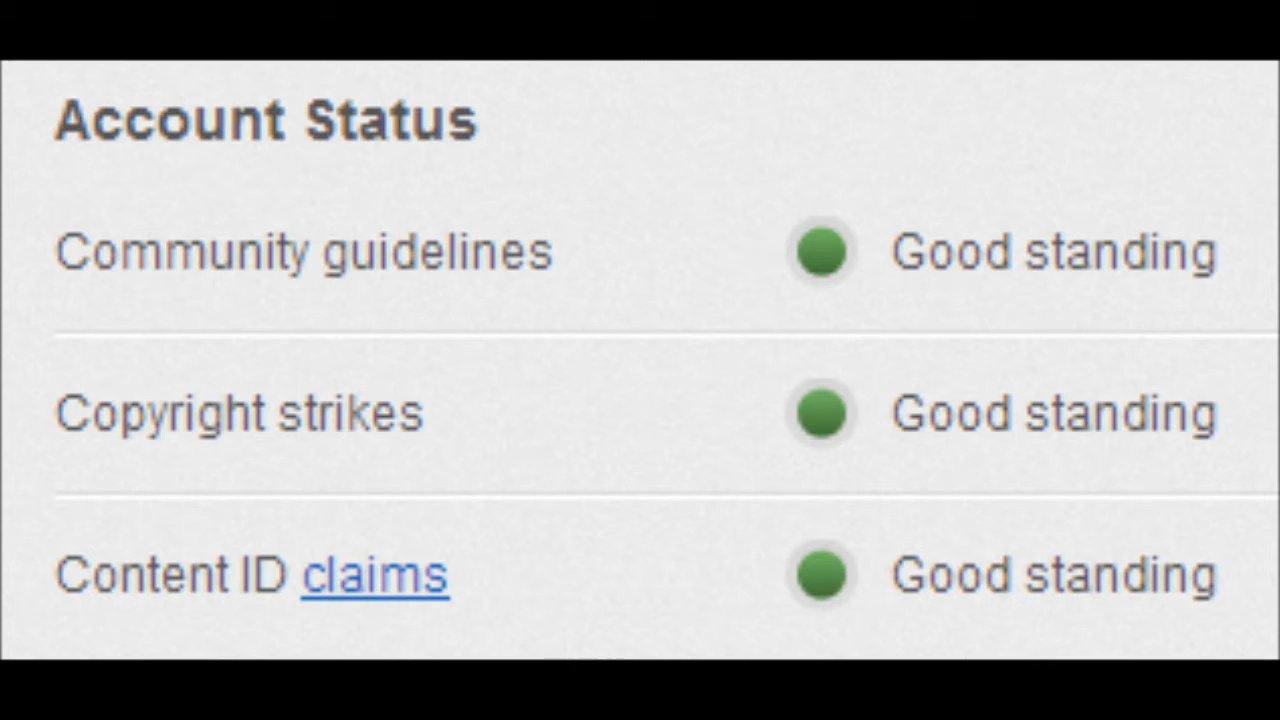 Account Status
Community guidelines Good standing
Copyright strikes Good standing
Content ID claims Good standing